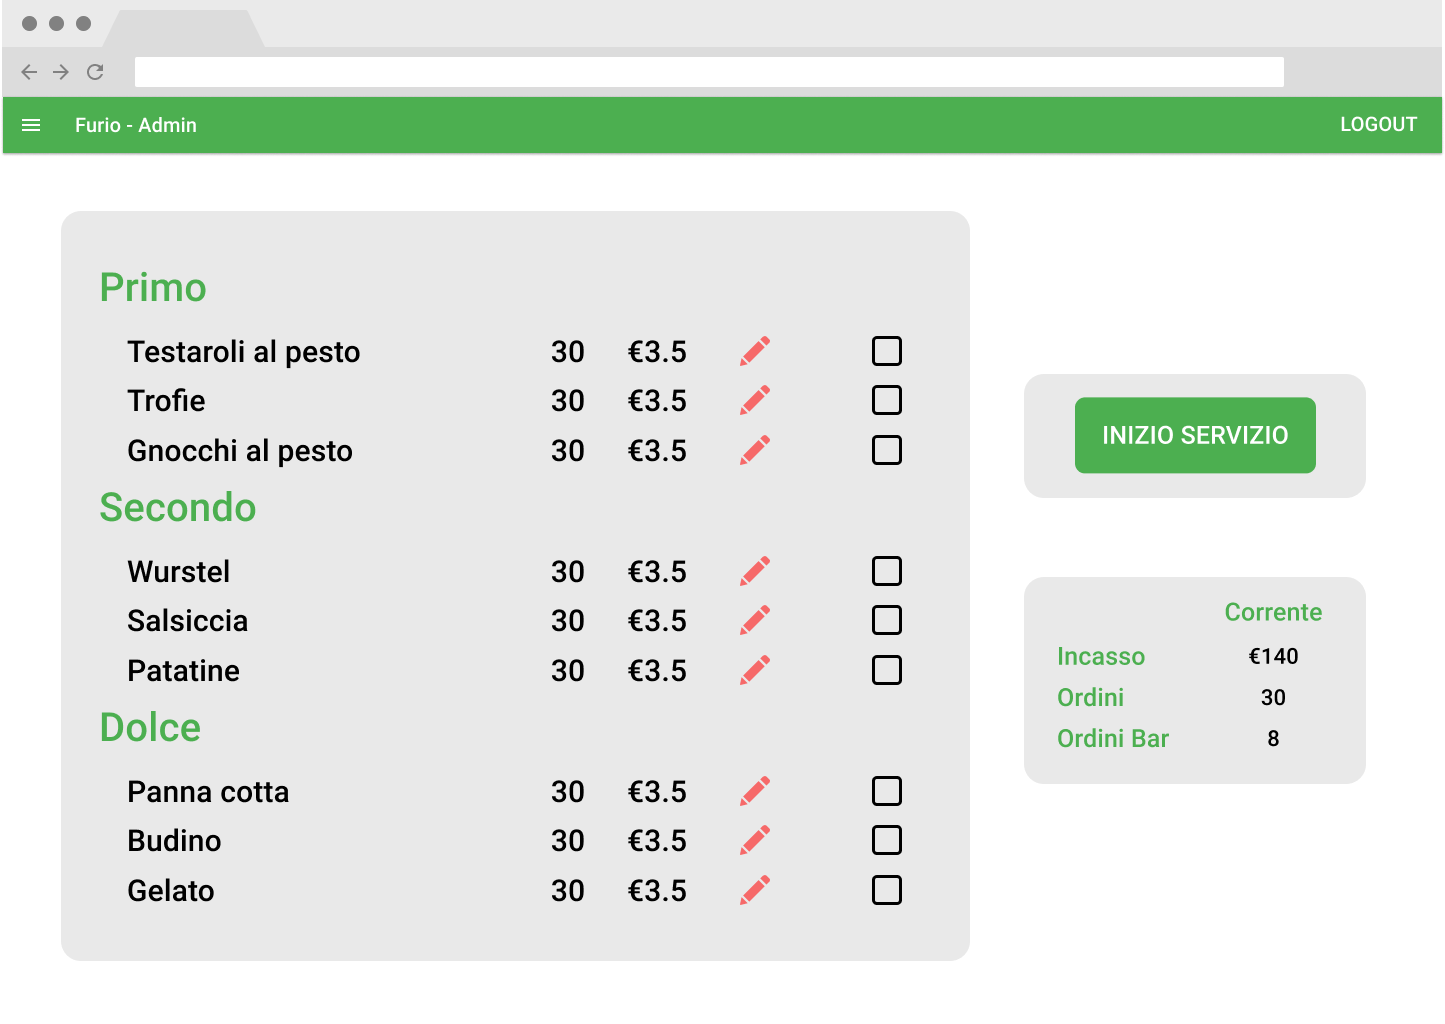 Furio - Admin
LOGOUT
Primo
Testaroli al pesto 30 €3.5
Trofie 30 €3.5
Gnocchi al pesto 30 €3.5
Secondo
Wurstel 30 €3.5
Salsiccia 30 €3.5
Patatine 30 €3.5
Dolce
Panna cotta 30 €3.5
Budino 30 €3.5
Gelato 30 €3.5
INIZIO SERVIZIO
Corrente
Incasso €140
Ordini 30
Ordini Bar 8